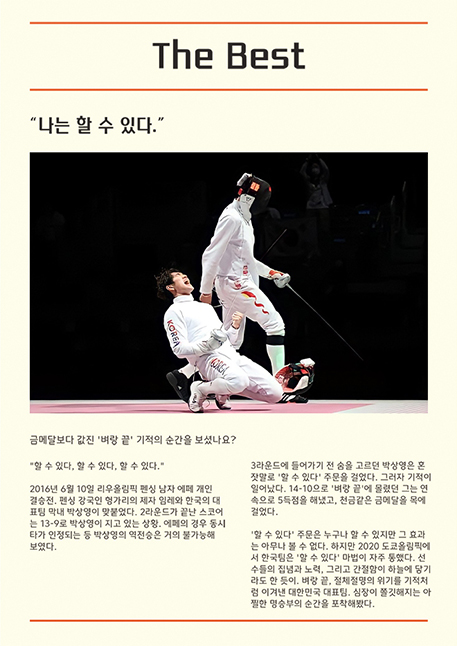 The Best
“나는 할 수 있다.”
KOREA
금메달보다 값진 '벼랑 끝' 기적의 순간을 보셨나요?
"할 수 있다, 할 수 있다, 할 수 있다."
2016년 6월 10일 리우올림픽 펜싱 남자 에페 개인
결승전. 펜싱 강국인 헝가리의 제자 임레와 한국의 대
표팀 막내 박상영이 맞붙었다. 2라운드가 끝난 스코어
는 13-9로 박상영이 지고 있는 상황. 에페의 경우 동시
타가 인정되는 등 박상영의 역전승은 거의 불가능해
보였다.
3라운드에 들어가기 전 숨을 고르던 박상영은 혼
잣말로 '할 수 있다' 주문을 걸었다. 그러자 기적이
일어났다. 14-10으로 '벼랑 끝'에 몰렸던 그는 연
속으로 5득점을 해냈고, 천금같은 금메달을 목에
걸었다.
'할 수 있다' 주문은 누구나 할 수 있지만 그 효과
는 아무나 볼 수 없다. 하지만 2020 도쿄올림픽에
서 한국팀은 '할 수 있다' 마법이 자주 통했다. 선
수들의 집념과 노력, 그리고 간절함이 하늘에 닿기
라도 한 듯이. 벼랑 끝, 절체절명의 위기를 기적처
럼 이겨낸 대한민국 대표팀. 심장이 쫄깃해지는 아
찔한 명승부의 순간을 포착해봤다.